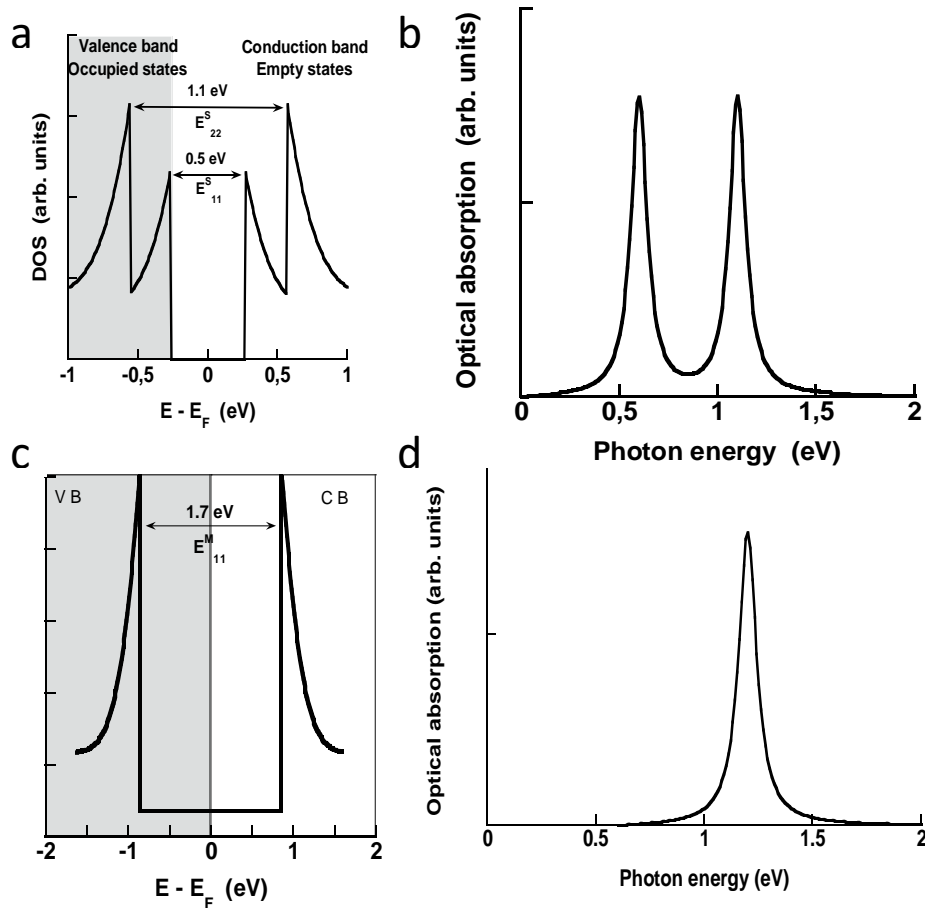 a
Valence band
Occupied states
Conduction band
Empty states
1.1 eV
E^S_22
0.5 eV
E^S_11
DOS (arb. units)
-1
-0,5
0
0,5
1
E - E_F (eV)
b
Optical absorption (arb. units)
0
0,5
1
1,5
2
Photon energy (eV)
c
V B
C B
1.7 eV
E^M_11
-2
-1
0
1
2
E - E_F (eV)
d
Optical absorption (arb. units)
0
0.5
1
1.5
2
Photon energy (eV)